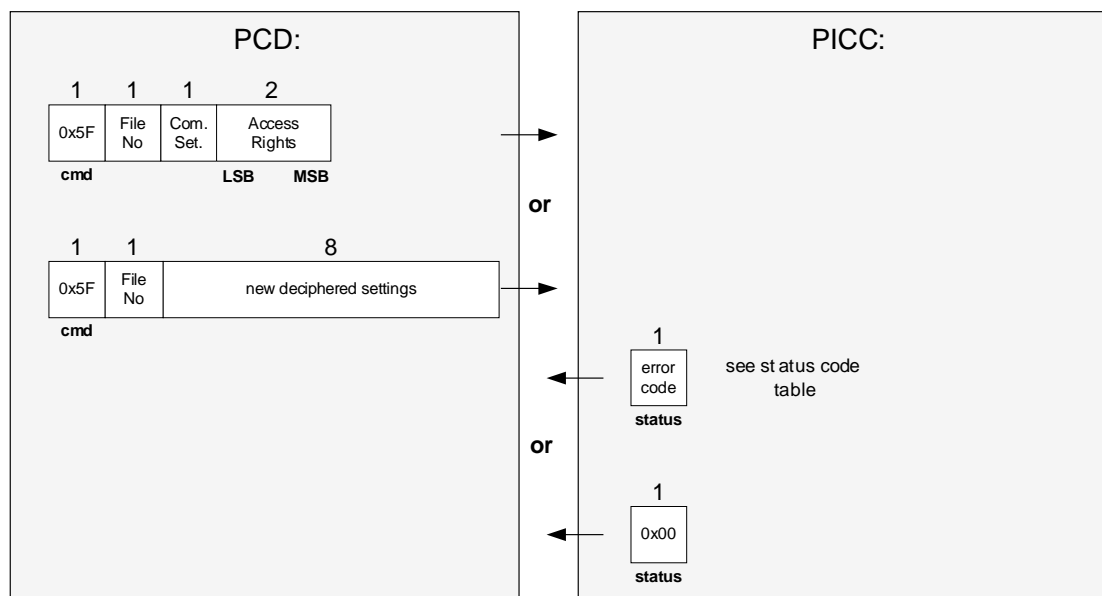 PCD:
PICC:
1 1 1 2
0x5F File No Com. Set. Access Rights
cmd LSB MSB
or
1 1 8
0x5F File No new deciphered settings
cmd
1
error code see st atus code table
status
or
1
0x00
status